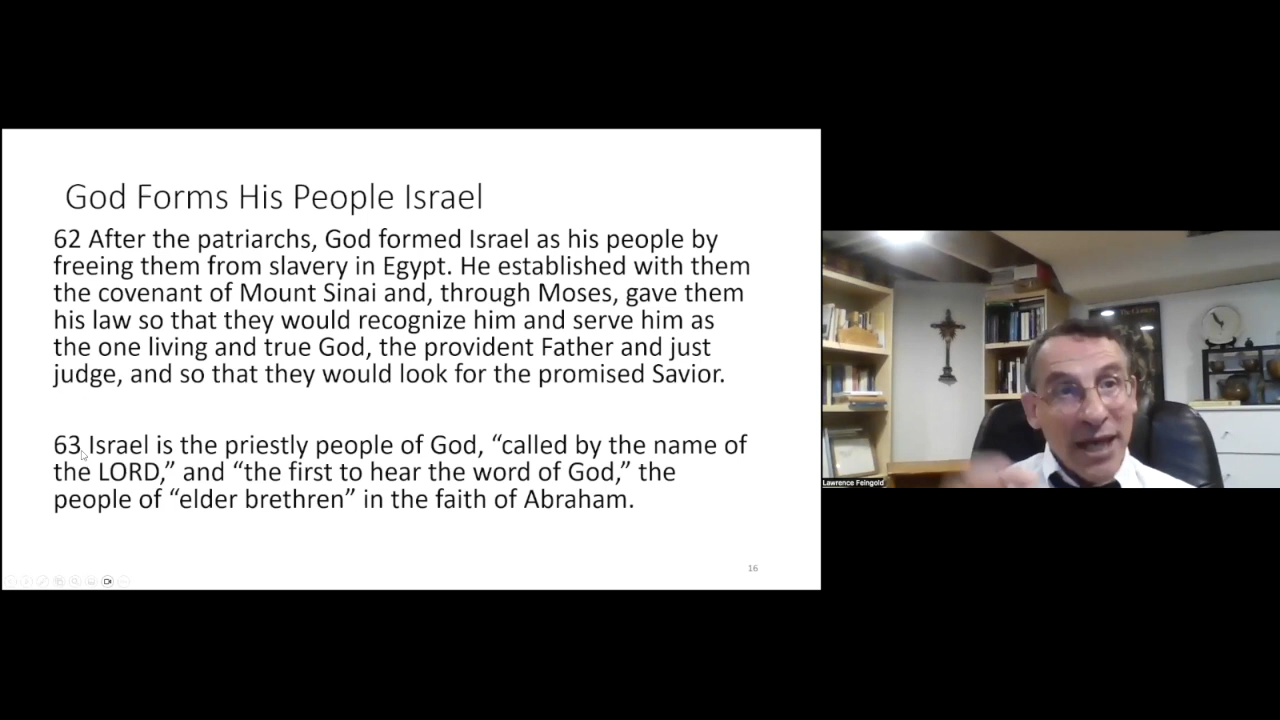 God Forms His People Israel
62 After the patriarchs, God formed Israel as his people by
freeing them from slavery in Egypt. He established with them
the covenant of Mount Sinai and, through Moses, gave them
his law so that they would recognize him and serve him as
the one living and true God, the provident Father and just
judge, and so that they would look for the promised Savior.
63 Israel is the priestly people of God, “called by the name of
the LORD,” and “the first to hear the word of God,” the
people of “elder brethren” in the faith of Abraham.
16
Lawrence Feingold